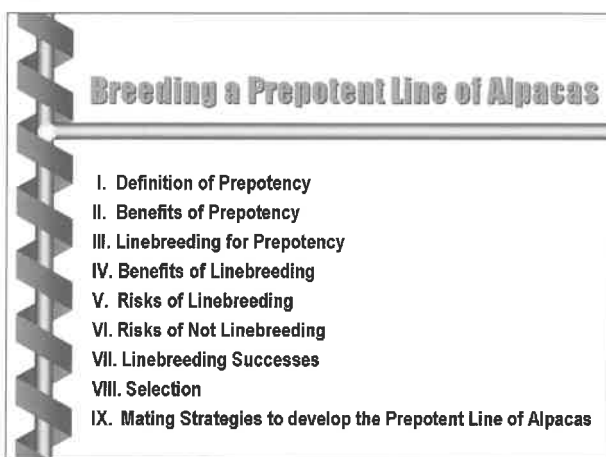 Breeding a Prepotent Line of Alpacas
I. Definition of Prepotency
II. Benefits of Prepotency
III. Linebreeding for Prepotency
IV. Benefits of Linebreeding
V. Risks of Linebreeding
VI. Risks of Not Linebreeding
VII. Linebreeding Successes
VIII. Selection
IX. Mating Strategies to develop the Prepotent Line of Alpacas